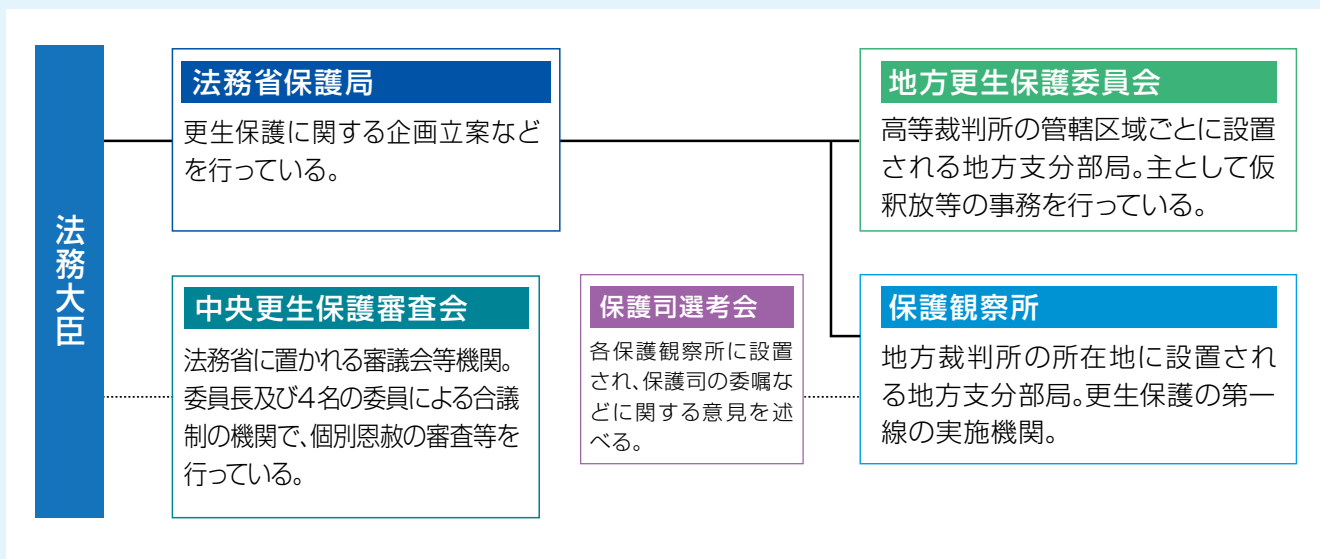 法務大臣
法務省保護局
更生保護に関する企画立案など
を行っている。
地方更生保護委員会
高等裁判所の管轄区域ごとに設置
される地方支分部局。主として仮
釈放等の事務を行っている。
中央更生保護審査会
法務省に置かれる審議会等機関。
委員長及び4名の委員による合議
制の機関で、個別恩赦の審査等を
行っている。
保護司選考会
各保護観察所に設置
され、保護司の委嘱な
どに関する意見を述
べる。
保護観察所
地方裁判所の所在地に設置され
る地方支分部局。更生保護の第一
線の実施機関。